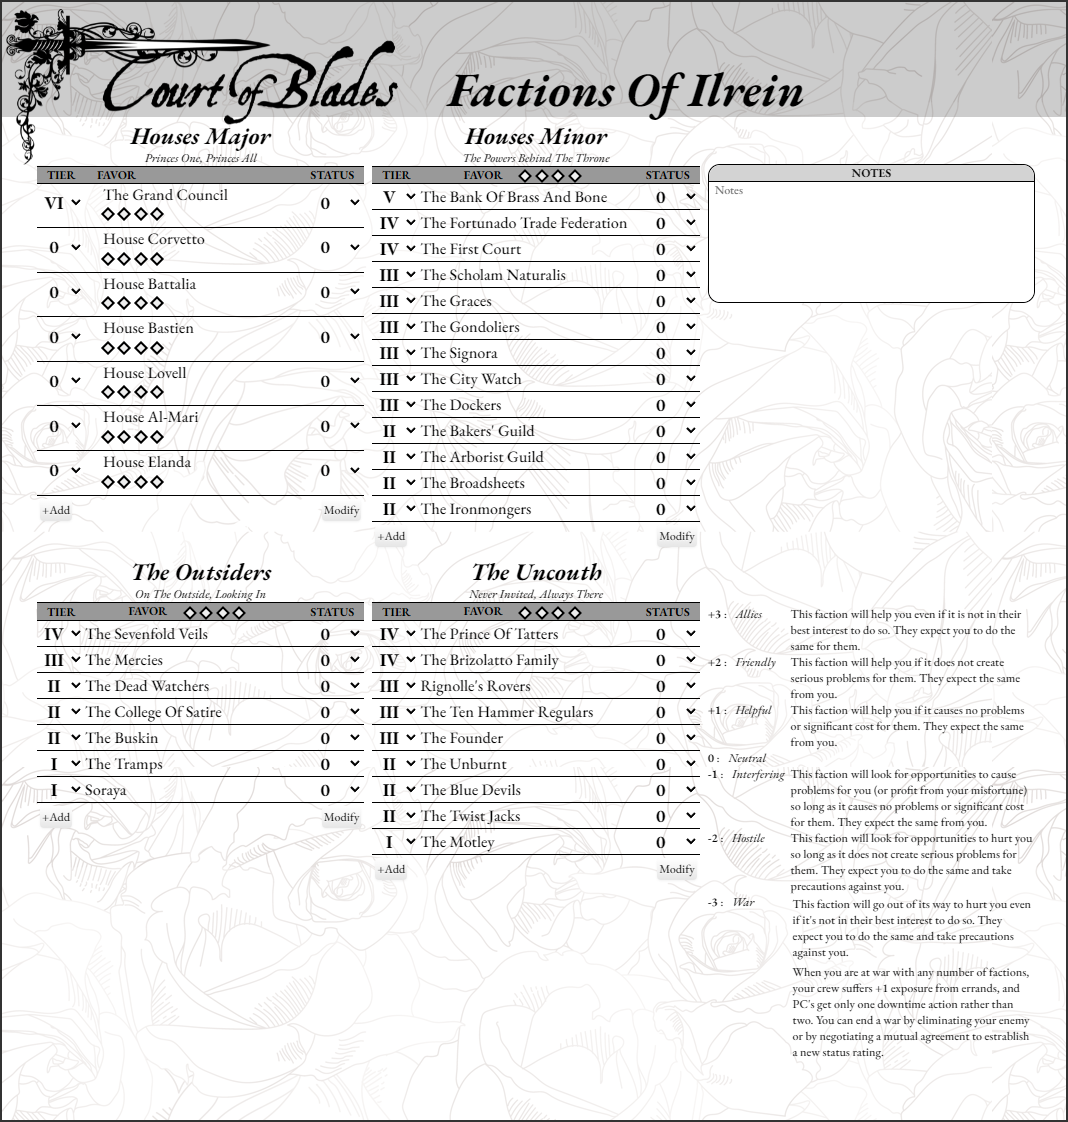 Court of Blades
Factions Of Ilrein
Houses Major
Princes One, Princes All
TIER FAVOR STATUS
VI The Grand Council 0
0 House Corvetto 0
0 House Battalia 0
0 House Bastien 0
0 House Lovell 0
0 House Al-Mari 0
0 House Elanda 0
+Add Modify
Houses Minor
The Powers Behind The Throne
TIER FAVOR STATUS
V The Bank Of Brass And Bone 0
IV The Fortunado Trade Federation 0
IV The First Court 0
III The Scholam Naturalis 0
III The Graces 0
III The Gondoliers 0
III The Signora 0
III The City Watch 0
III The Dockers 0
II The Bakers' Guild 0
II The Arborist Guild 0
II The Broadsheets 0
II The Ironmongers 0
+Add Modify
NOTES
Notes
The Outsiders
On The Outside, Looking In
TIER FAVOR STATUS
IV The Sevenfold Veils 0
III The Mercies 0
II The Dead Watchers 0
II The College Of Satire 0
II The Buskin 0
I The Tramps 0
I Soraya 0
+Add Modify
The Uncouth
Never Invited, Always There
TIER FAVOR STATUS
IV The Prince Of Tatters 0
IV The Brizolatto Family 0
III Rignolle's Rovers 0
III The Ten Hammer Regulars 0
III The Founder 0
II The Unburnt 0
II The Blue Devils 0
II The Twist Jacks 0
I The Motley 0
+Add Modify
+3 : Allies This faction will help you even if it is not in their
best interest to do so. They expect you to do the
same for them.
+2 : Friendly This faction will help you if it does not create
serious problems for them. They expect the same
from you.
+1 : Helpful This faction will help you if it causes no problems
or significant cost for them. They expect the same
from you.
0 : Neutral
-1 : Interfering This faction will look for opportunities to cause
problems for you (or profit from your misfortune)
so long as it causes no problems or significant cost
for them. They expect the same from you.
-2 : Hostile This faction will look for opportunities to hurt you
so long as it does not create serious problems for
them. They expect you to do the same and take
precautions against you.
-3 : War This faction will go out of its way to hurt you even
if it's not in their best interest to do so. They
expect you to do the same and take precautions
against you.
When you are at war with any number of factions,
your crew suffers +1 exposure from errands, and
PC's get only one downtime action rather than
two. You can end a war by eliminating your enemy
or by negotiating a mutual agreement to estrablish
a new status rating.